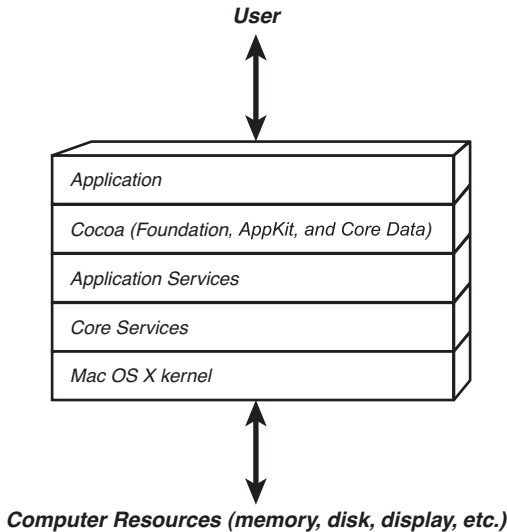 User
Application
Cocoa (Foundation, AppKit, and Core Data)
Application Services
Core Services
Mac OS X kernel
Computer Resources (memory, disk, display, etc.)